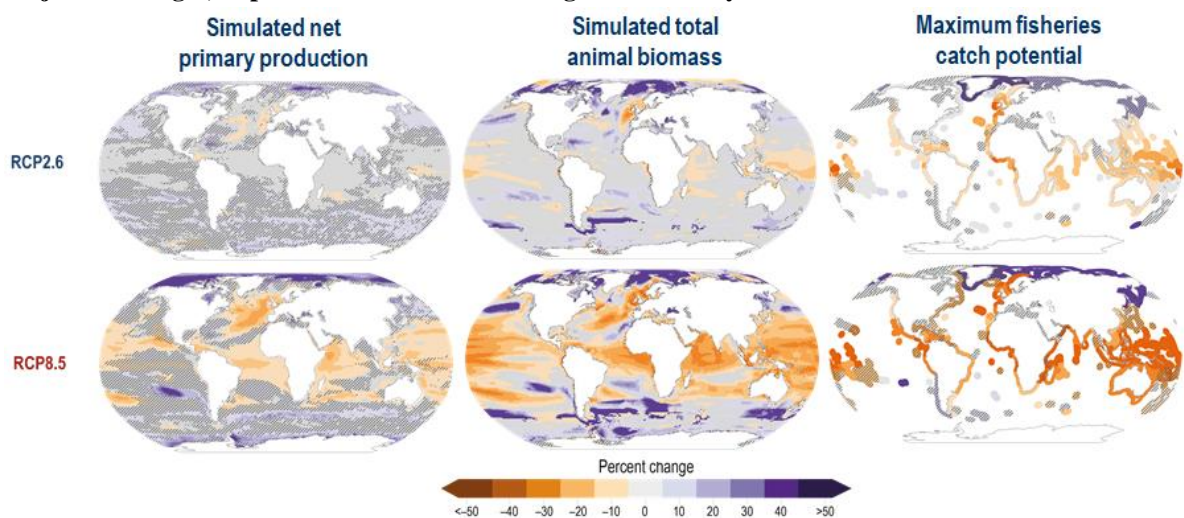 Simulated net
primary production
Simulated total
animal biomass
Maximum fisheries
catch potential
RCP2.6
RCP8.5
Percent change
<-50 -40 -30 -20 -10 0 10 20 30 40 >50